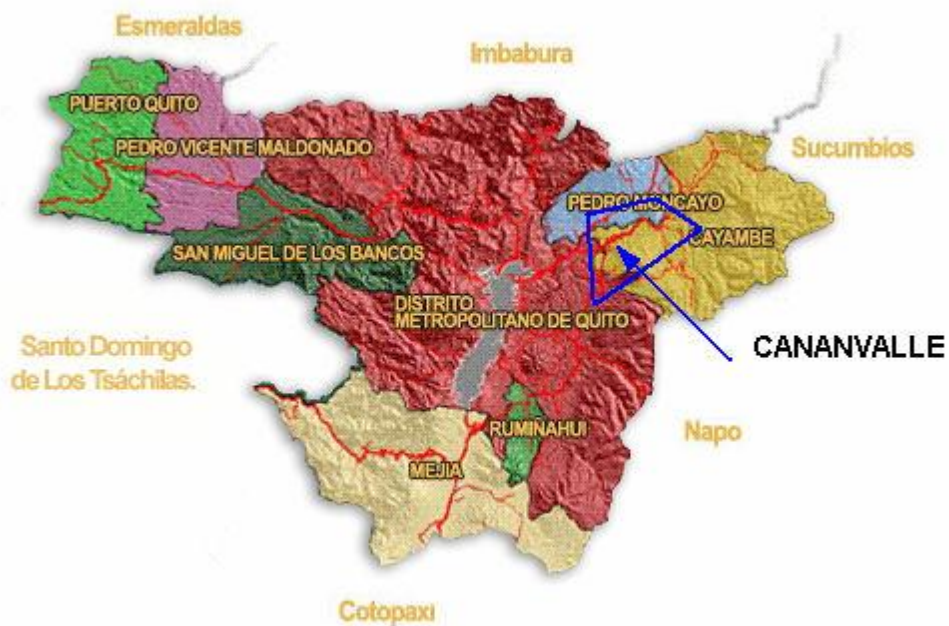 Esmeraldas
Imbabura
PUERTO QUITO
PEDRO VICENTE MALDONADO
Sucumbios
PEDRO MONCAYO
CAYAMBE
SAN MIGUEL DE LOS BANCOS
DISTRITO
METROPOLITANO DE QUITO
CANANVALLE
Santo Domingo
de Los Tsáchilas.
Napo
RUMIÑAHUI
MEJIA
Cotopaxi